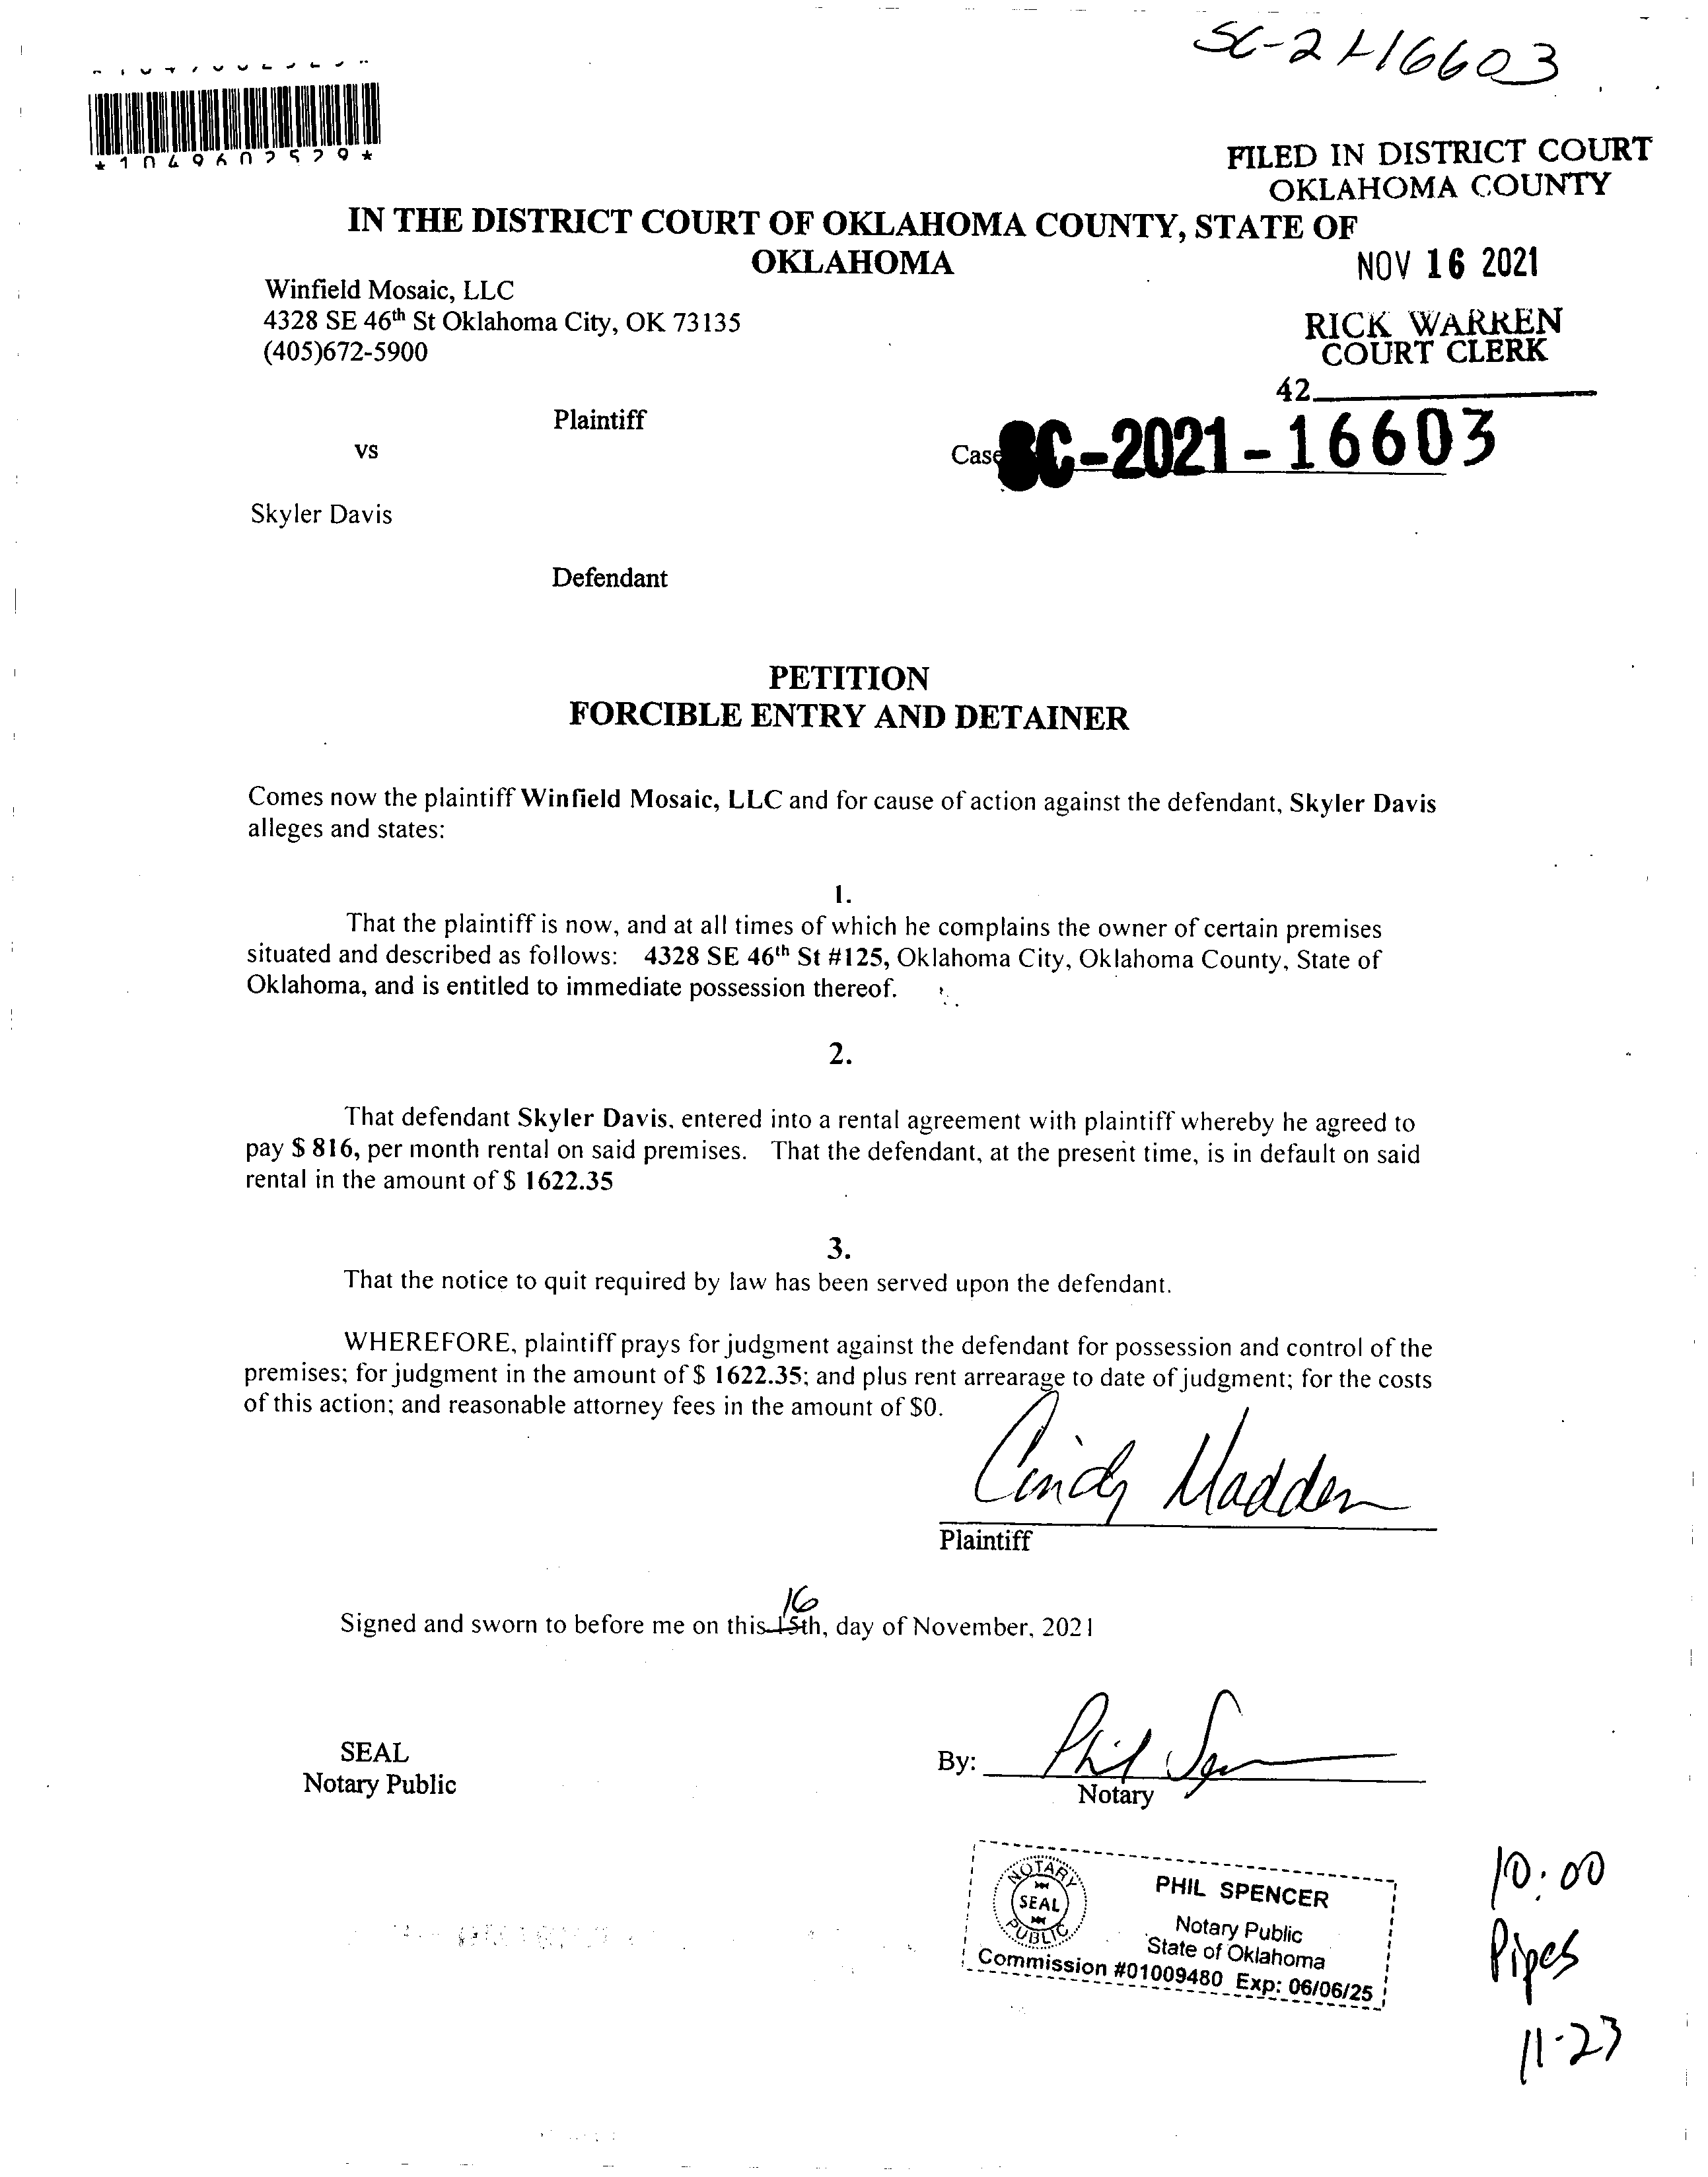 SC-21-16603
*1049602529*
FILED IN DISTRICT COURT
OKLAHOMA COUNTY
IN THE DISTRICT COURT OF OKLAHOMA COUNTY, STATE OF
OKLAHOMA
NOV 16 2021
Winfield Mosaic, LLC
4328 SE 46th St Oklahoma City, OK 73135
(405)672-5900
RICK WARREN
COURT CLERK
42
Plaintiff
vs
Case SC-2021-16603
Skyler Davis
Defendant
PETITION
FORCIBLE ENTRY AND DETAINER
Comes now the plaintiff Winfield Mosaic, LLC and for cause of action against the defendant, Skyler Davis
alleges and states:
1.
That the plaintiff is now, and at all times of which he complains the owner of certain premises
situated and described as follows: 4328 SE 46th St #125, Oklahoma City, Oklahoma County, State of
Oklahoma, and is entitled to immediate possession thereof.
2.
That defendant Skyler Davis, entered into a rental agreement with plaintiff whereby he agreed to
pay $ 816, per month rental on said premises. That the defendant, at the present time, is in default on said
rental in the amount of $ 1622.35
3.
That the notice to quit required by law has been served upon the defendant.
WHEREFORE, plaintiff prays for judgment against the defendant for possession and control of the
premises; for judgment in the amount of $ 1622.35; and plus rent arrearage to date of judgment; for the costs
of this action; and reasonable attorney fees in the amount of $0.
Cindy Madden
Plaintiff
16
Signed and sworn to before me on this 15th, day of November, 2021
SEAL
Notary Public
By: Phil Spencer
Notary
NOTARY PUBLIC
SEAL
PHIL SPENCER
Notary Public
State of Oklahoma
Commission #01009480 Exp: 06/06/25
10:00
Pipes
11-23